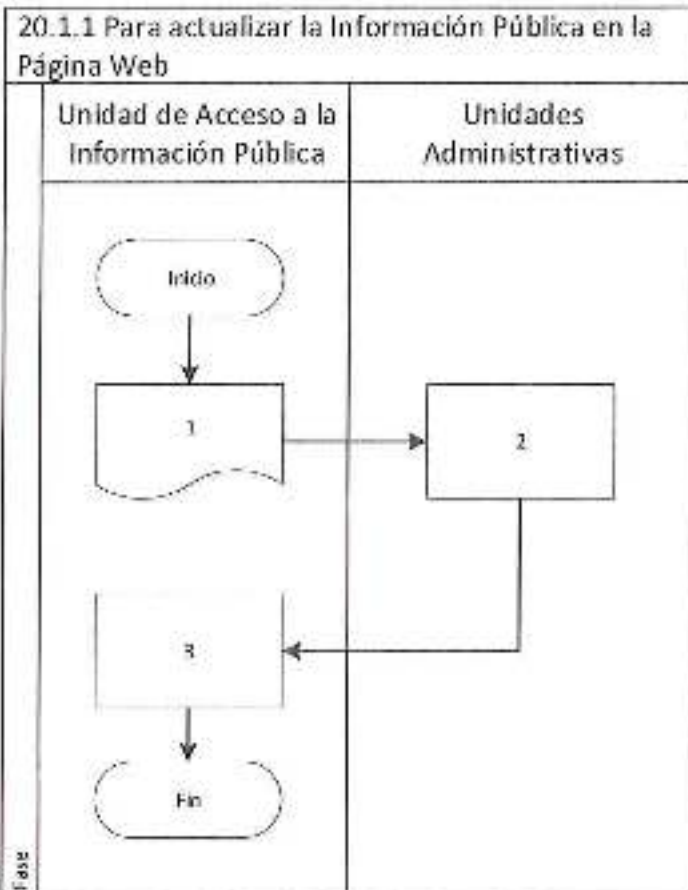 20.1.1 Para actualizar la Información Pública en la
Página Web
Unidad de Acceso a la
Información Pública
Unidades
Administrativas
Inicio
1
2
3
Fin
Fase